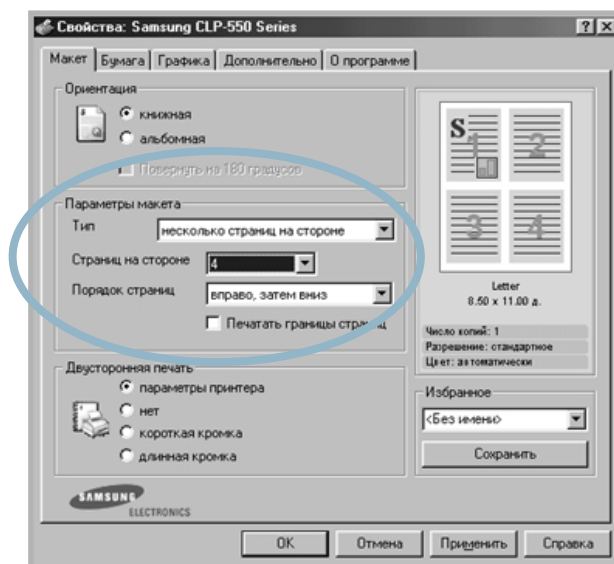 Свойства: Samsung CLP-550 Series
Макет Бумага Графика Дополнительно О программе
Ориентация
книжная
альбомная
Повернуть на 180 градусов
Параметры макета
Тип несколько страниц на стороне
Страниц на стороне 4
Порядок страниц вправо, затем вниз
Печатать границы страниц
Двусторонняя печать
параметры принтера
нет
короткая кромка
длинная кромка
S
1 2
3 4
Letter
8.50 x 11.00 д.
Число копий: 1
Разрешение: стандартное
Цвет: автоматически
Избранное
<Без имени>
Сохранить
SAMSUNG
ELECTRONICS
OK Отмена Применить Справка